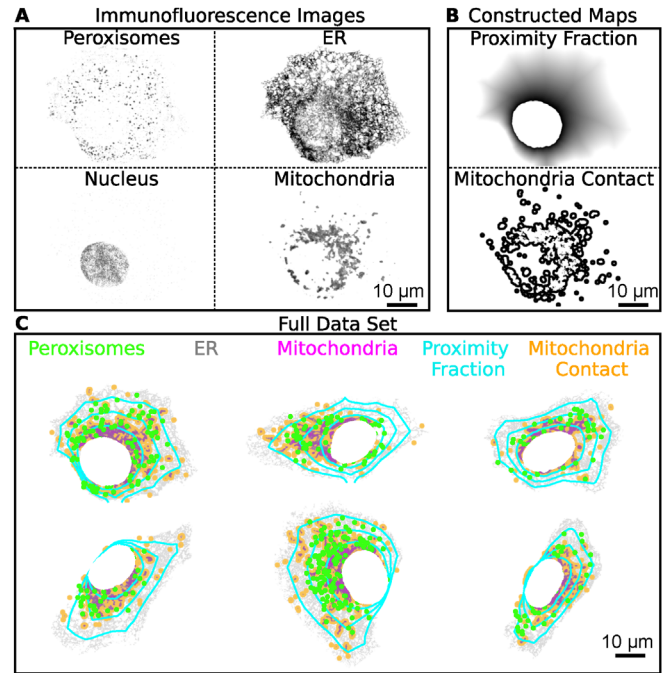 A Immunofluorescence Images
Peroxisomes ER
Nucleus Mitochondria
10 μm
B Constructed Maps
Proximity Fraction
Mitochondria Contact
10 μm
C Full Data Set
Peroxisomes ER Mitochondria Proximity Fraction Mitochondria Contact
10 μm